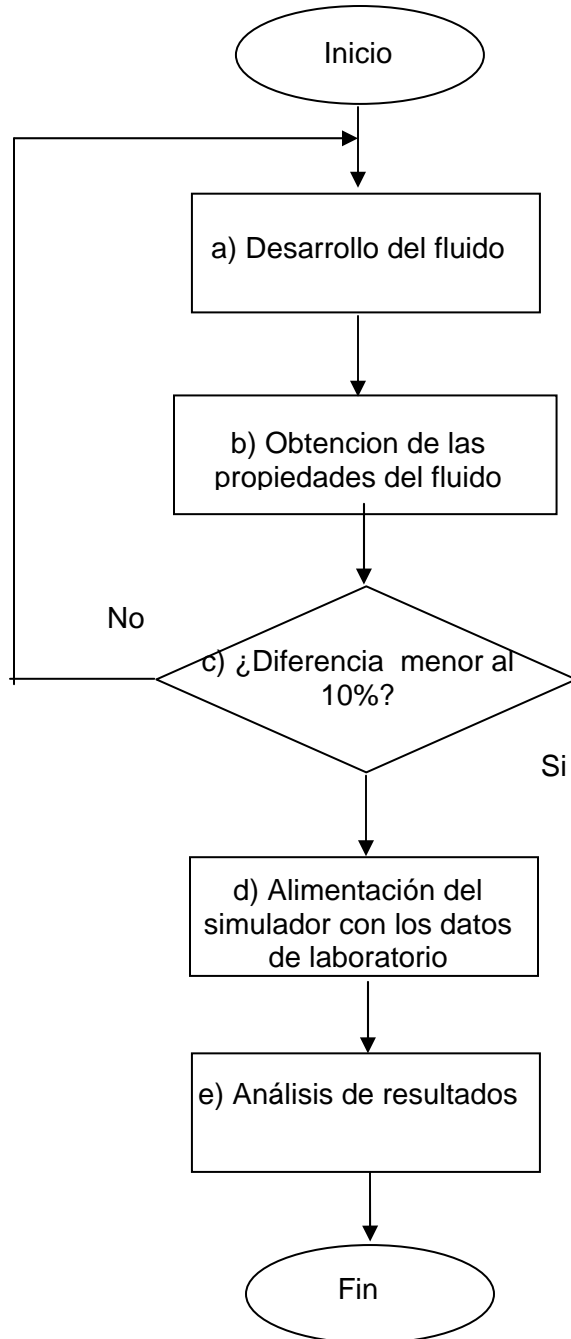 Inicio
a) Desarrollo del fluido
b) Obtencion de las
propiedades del fluido
No
c) ¿Diferencia menor al
10%?
Si
d) Alimentación del
simulador con los datos
de laboratorio
e) Análisis de resultados
Fin